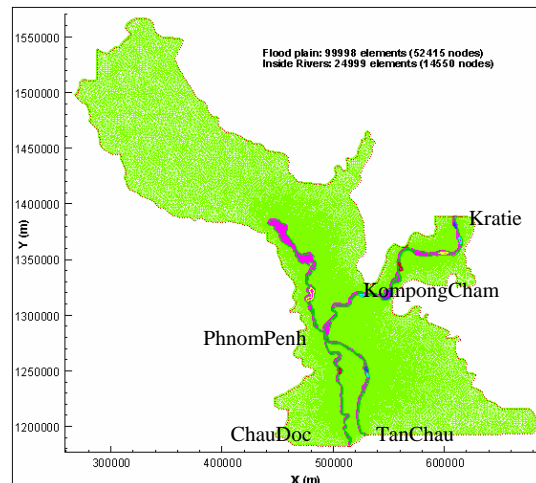 Flood plain: 99998 elements (52415 nodes)
Inside Rivers: 24999 elements (14550 nodes)
1550000
1500000
1450000
1400000
1350000
1300000
1250000
1200000
Y (m)
Kratie
KompongCham
PhnomPenh
ChauDoc
TanChau
300000
400000
500000
600000
X (m)